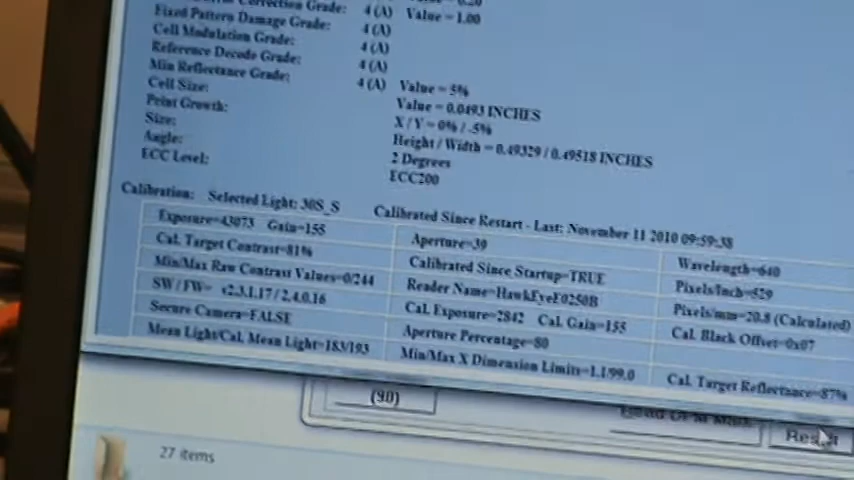 Correction Grade: 4 (A) Value = 1.00
Fixed Pattern Damage Grade: 4 (A)
Cell Modulation Grade: 4 (A)
Reference Decode Grade: 4 (A)
Min Reflectance Grade: 4 (A) Value = 5%
Cell Size: Value = 0.0493 INCHES
Print Growth: X / Y = 0% / -5%
Size: Height / Width = 0.49329 / 0.49518 INCHES
Angle: 2 Degrees
ECC Level: ECC200
Calibration: Selected Light: 30S_S Calibrated Since Restart - Last: November 11 2010 09:59:38
Exposure=43073 Gain=155 Aperture=39 Wavelength=640
Cal. Target Contrast=81% Calibrated Since Startup=TRUE Pixels/Inch=529
Min/Max Raw Contrast Values=0/244 Reader Name=HawkEyeF0250B Pixels/mm=20.8 (Calculated)
SW / FW= v2.3.1.17 / 2.4.0.16 Cal. Exposure=2842 Cal. Gain=155 Cal. Black Offset=0x07
Secure Camera=FALSE Aperture Percentage=80
Mean Light/Cal. Mean Light=183/193 Min/Max X Dimension Limits=1.1/99.0 Cal. Target Reflectance=87%
(90)
27 items